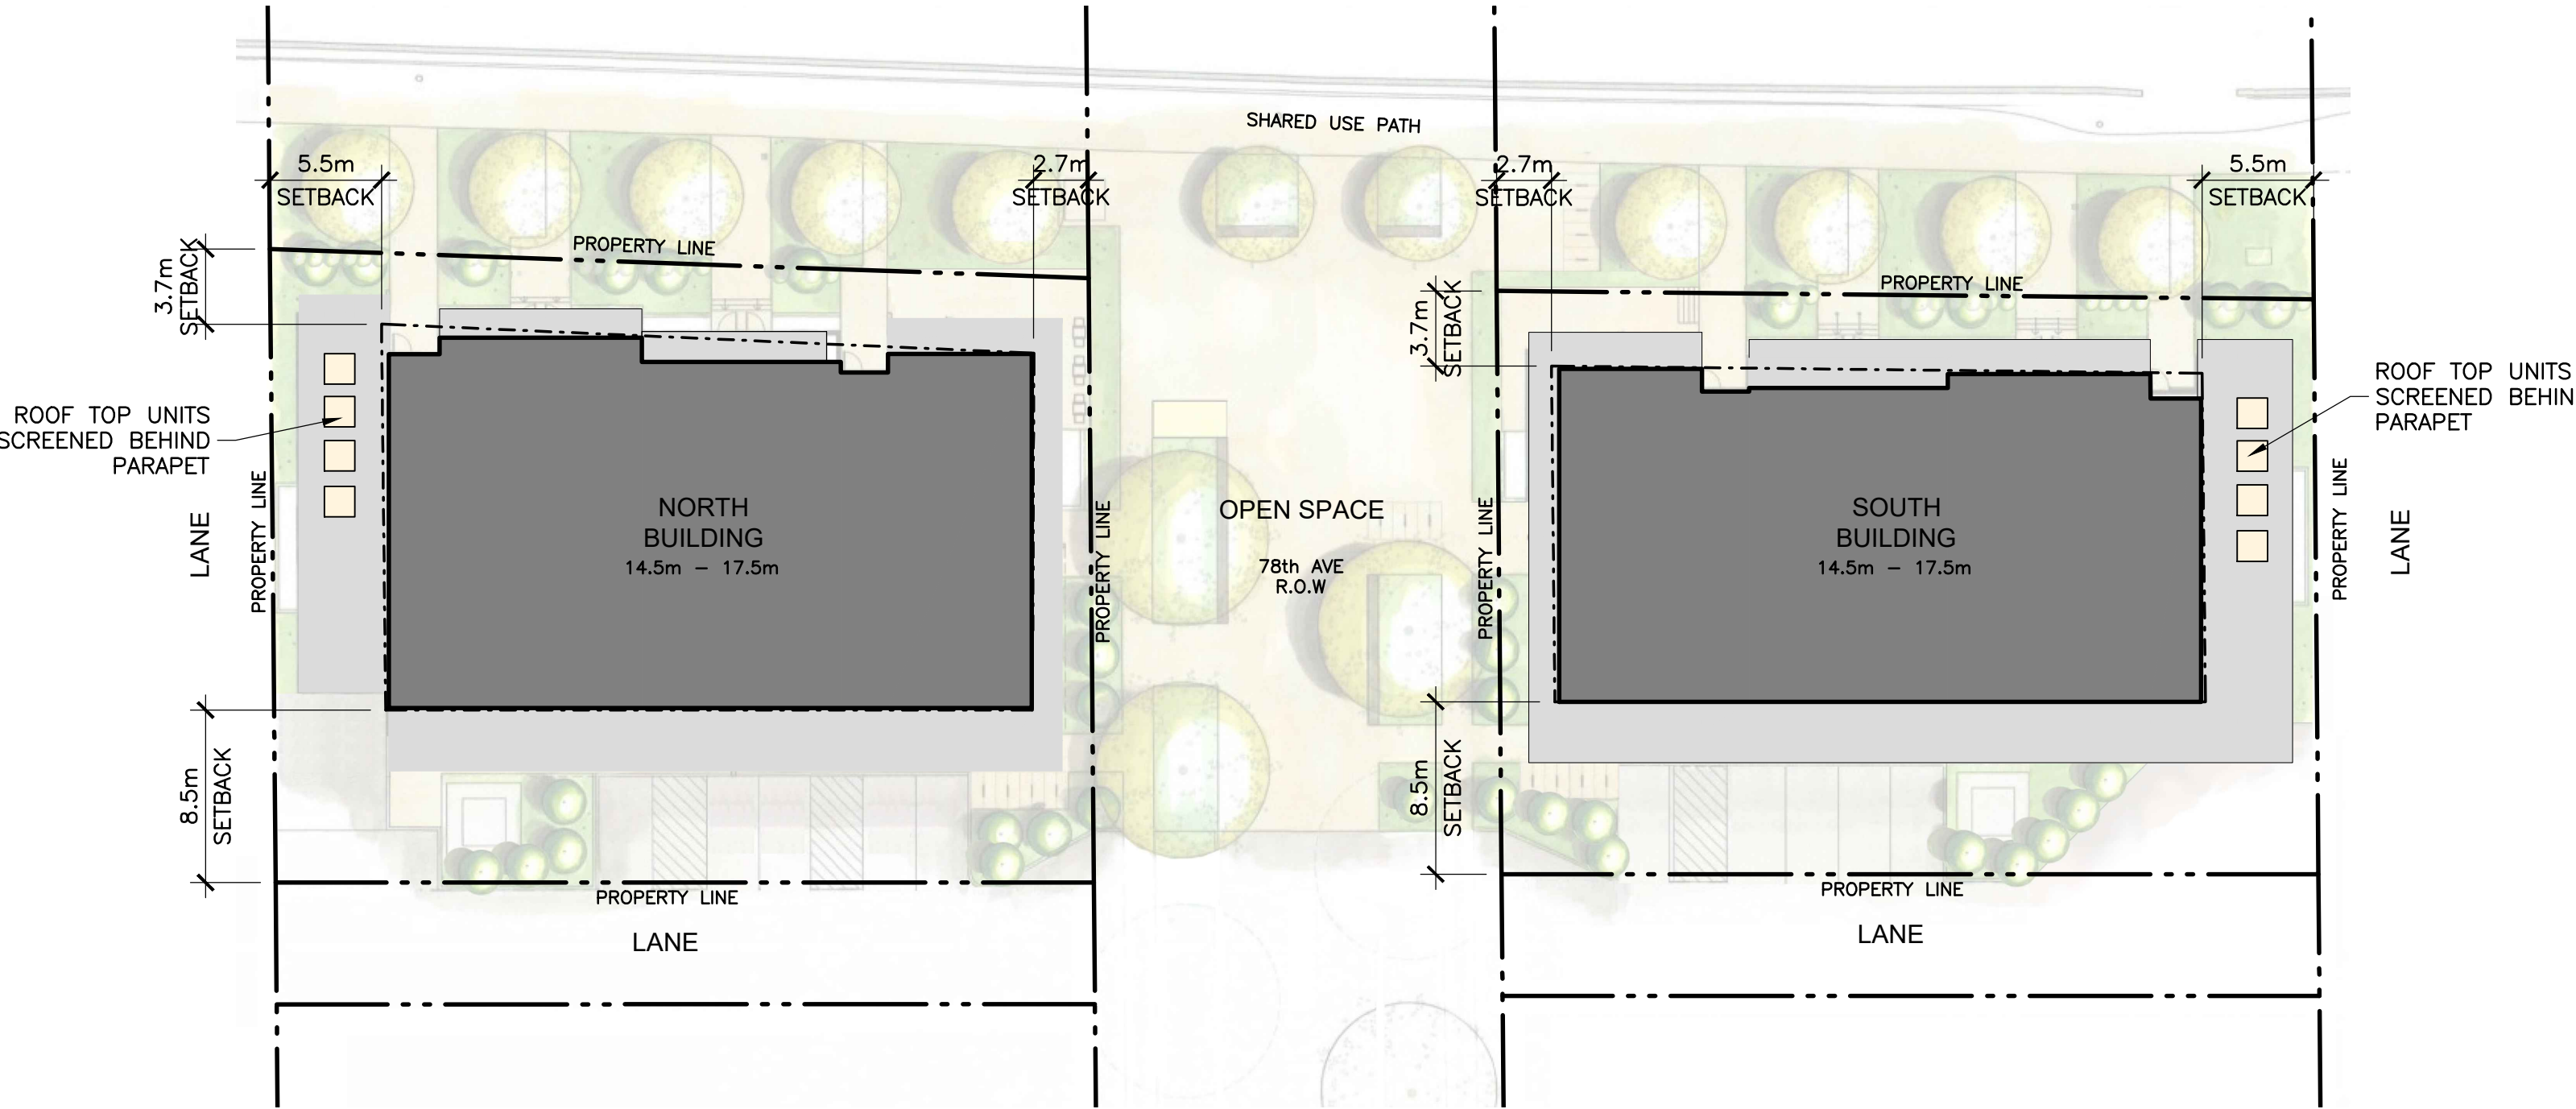 SHARED USE PATH
5.5m
SETBACK
2.7m
SETBACK
2.7m
SETBACK
5.5m
SETBACK
PROPERTY LINE
PROPERTY LINE
3.7m
SETBACK
3.7m
SETBACK
ROOF TOP UNITS
SCREENED BEHIND
PARAPET
ROOF TOP UNITS
SCREENED BEHIN
PARAPET
LANE
PROPERTY LINE
NORTH
BUILDING
14.5m – 17.5m
PROPERTY LINE
OPEN SPACE
78th AVE
R.O.W
PROPERTY LINE
SOUTH
BUILDING
14.5m – 17.5m
PROPERTY LINE
LANE
8.5m
SETBACK
8.5m
SETBACK
PROPERTY LINE
PROPERTY LINE
LANE
LANE